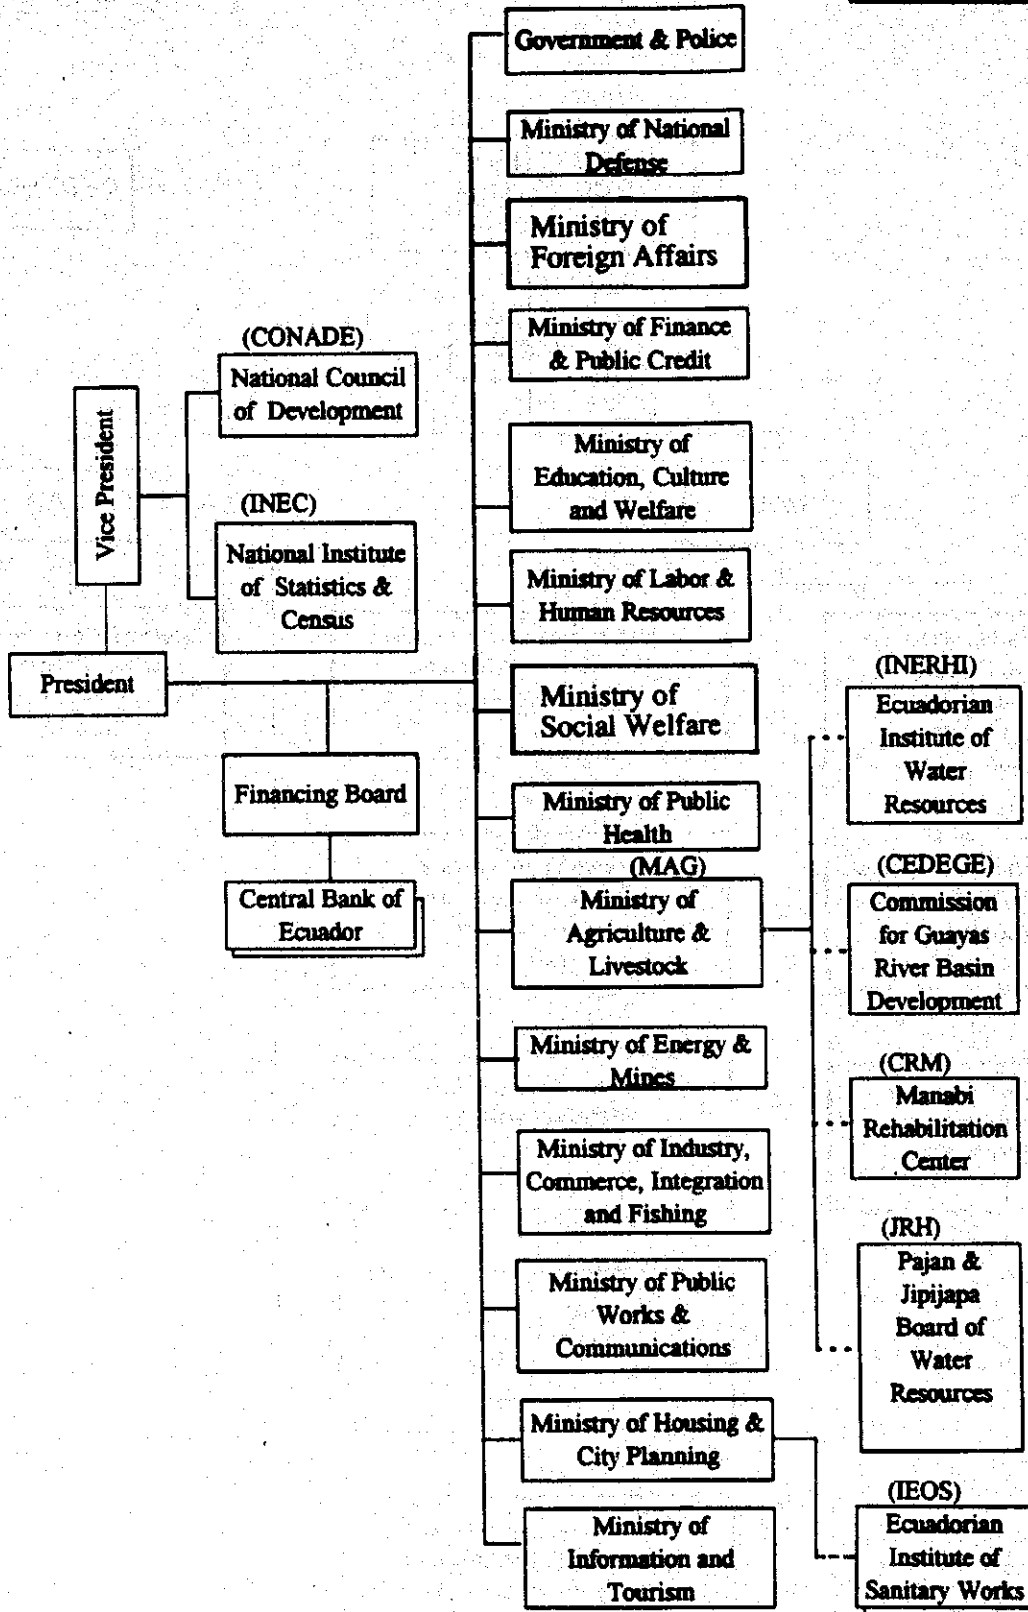 Government & Police
Ministry of National
Defense
Ministry of
Foreign Affairs
Ministry of Finance
& Public Credit
(CONADE)
National Council
of Development
Vice President
Ministry of
Education, Culture
and Welfare
(INEC)
National Institute
of Statistics &
Census
Ministry of Labor &
Human Resources
President
Ministry of
Social Welfare
(INERHI)
Ecuadorian
Institute of
Water
Resources
Financing Board
Ministry of Public
Health
Central Bank of
Ecuador
(MAG)
Ministry of
Agriculture &
Livestock
(CEDEGE)
Commission
for Guayas
River Basin
Development
Ministry of Energy &
Mines
(CRM)
Manabi
Rehabilitation
Center
Ministry of Industry,
Commerce, Integration
and Fishing
(JRH)
Pajan &
Jipijapa
Board of
Water
Resources
Ministry of Public
Works &
Communications
Ministry of Housing &
City Planning
(IEOS)
Ecuadorian
Institute of
Sanitary Works
Ministry of
Information and
Tourism